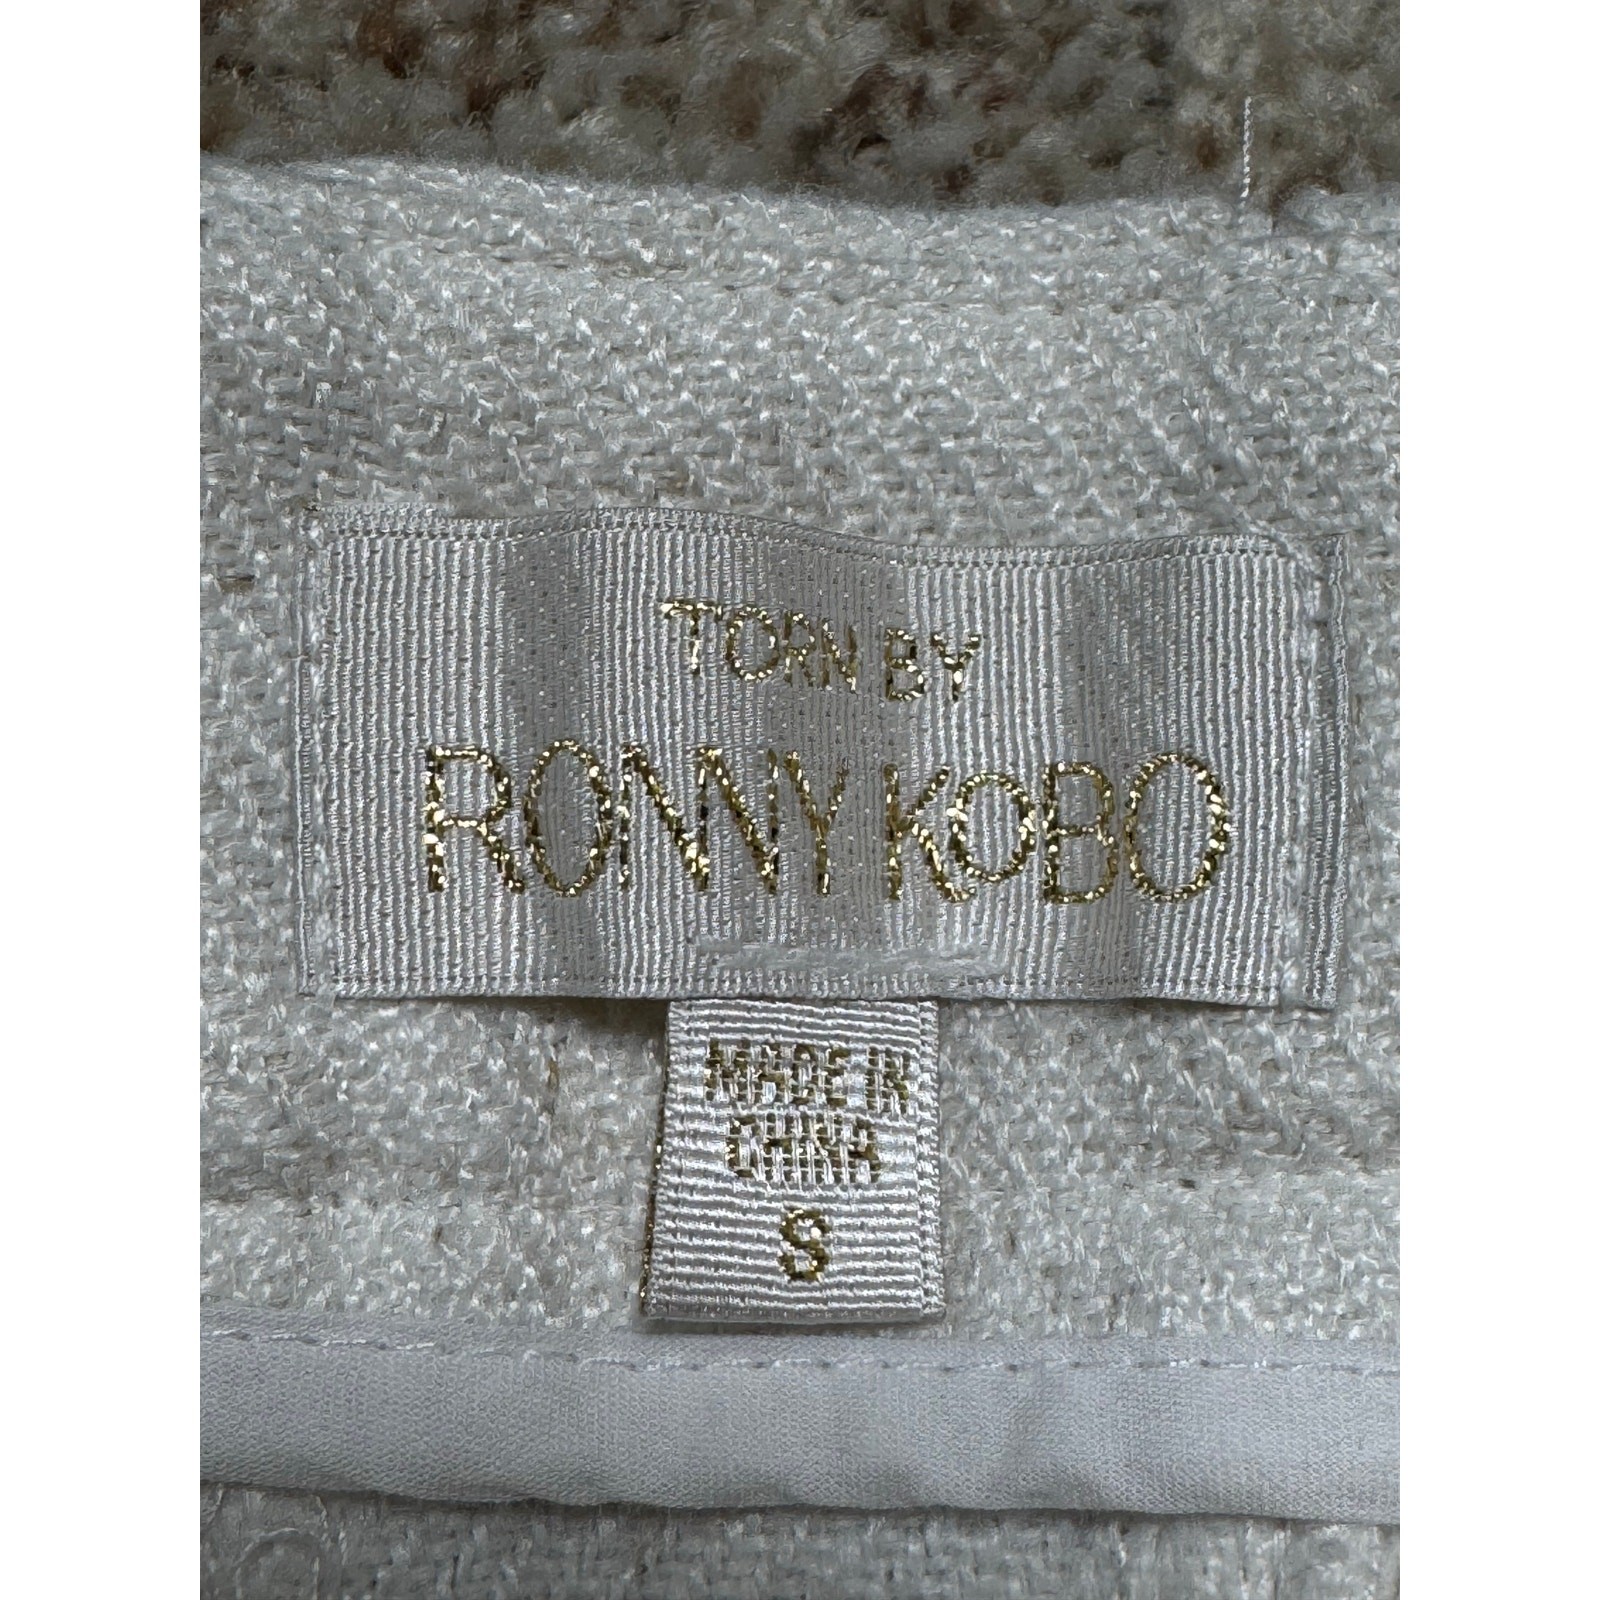 TORN BY
RONNY KOBO
MADE IN
CHINA
S